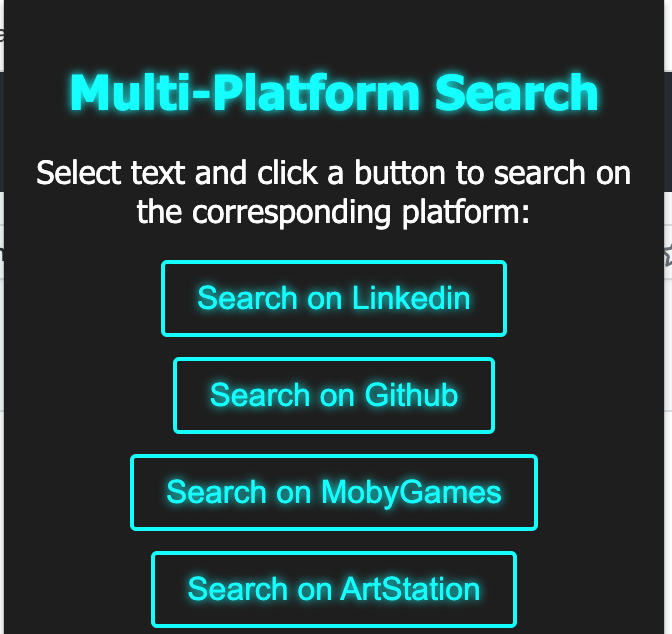 Multi-Platform Search
Select text and click a button to search on
the corresponding platform:
Search on Linkedin
Search on Github
Search on MobyGames
Search on ArtStation